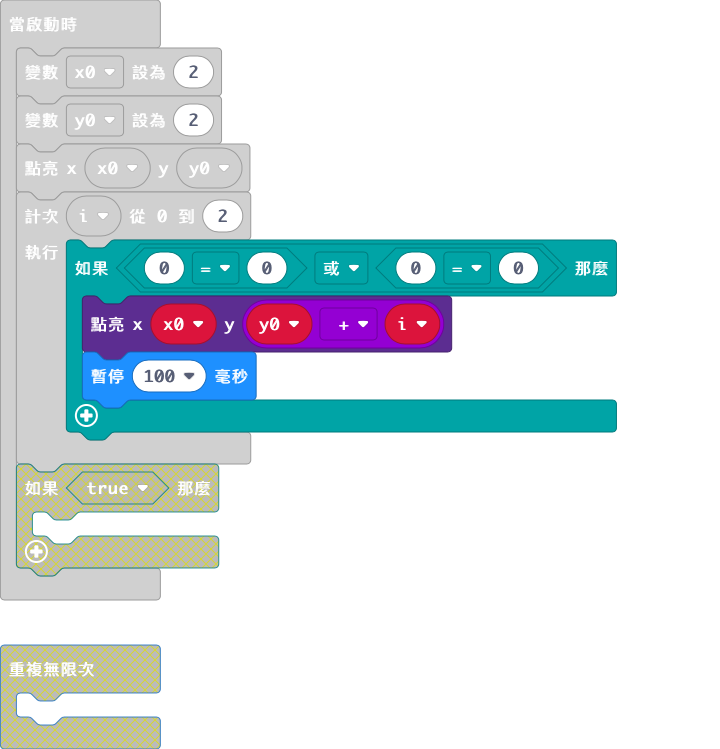 當啟動時
變數 x0 設為 2
變數 y0 設為 2
點亮 x x0 y y0
計次 i 從 0 到 2
執行
如果 0 = 0 或 0 = 0 那麼
點亮 x x0 y y0 + i
暫停 100 毫秒
如果 true 那麼
重複無限次